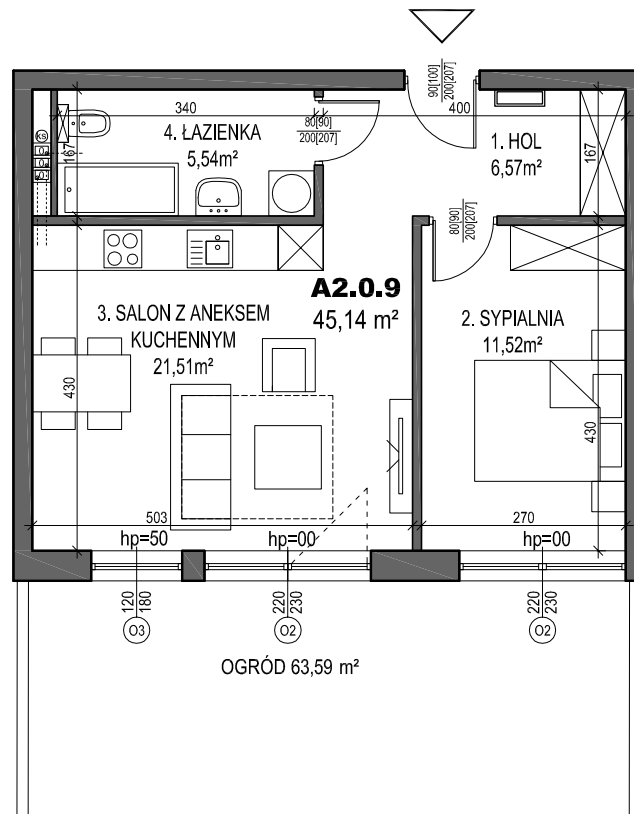 90[100]
200[207]
340
400
4. ŁAZIENKA
5,54m²
80[90]
200[207]
1. HOL
6,57m²
167
167
KS
80[90]
200[207]
A2.0.9
45,14 m²
3. SALON Z ANEKSEM
KUCHENNYM
21,51m²
2. SYPIALNIA
11,52m²
430
430
503
270
hp=50
hp=00
hp=00
120
180
220
230
220
230
O3
O2
O2
OGRÓD 63,59 m²